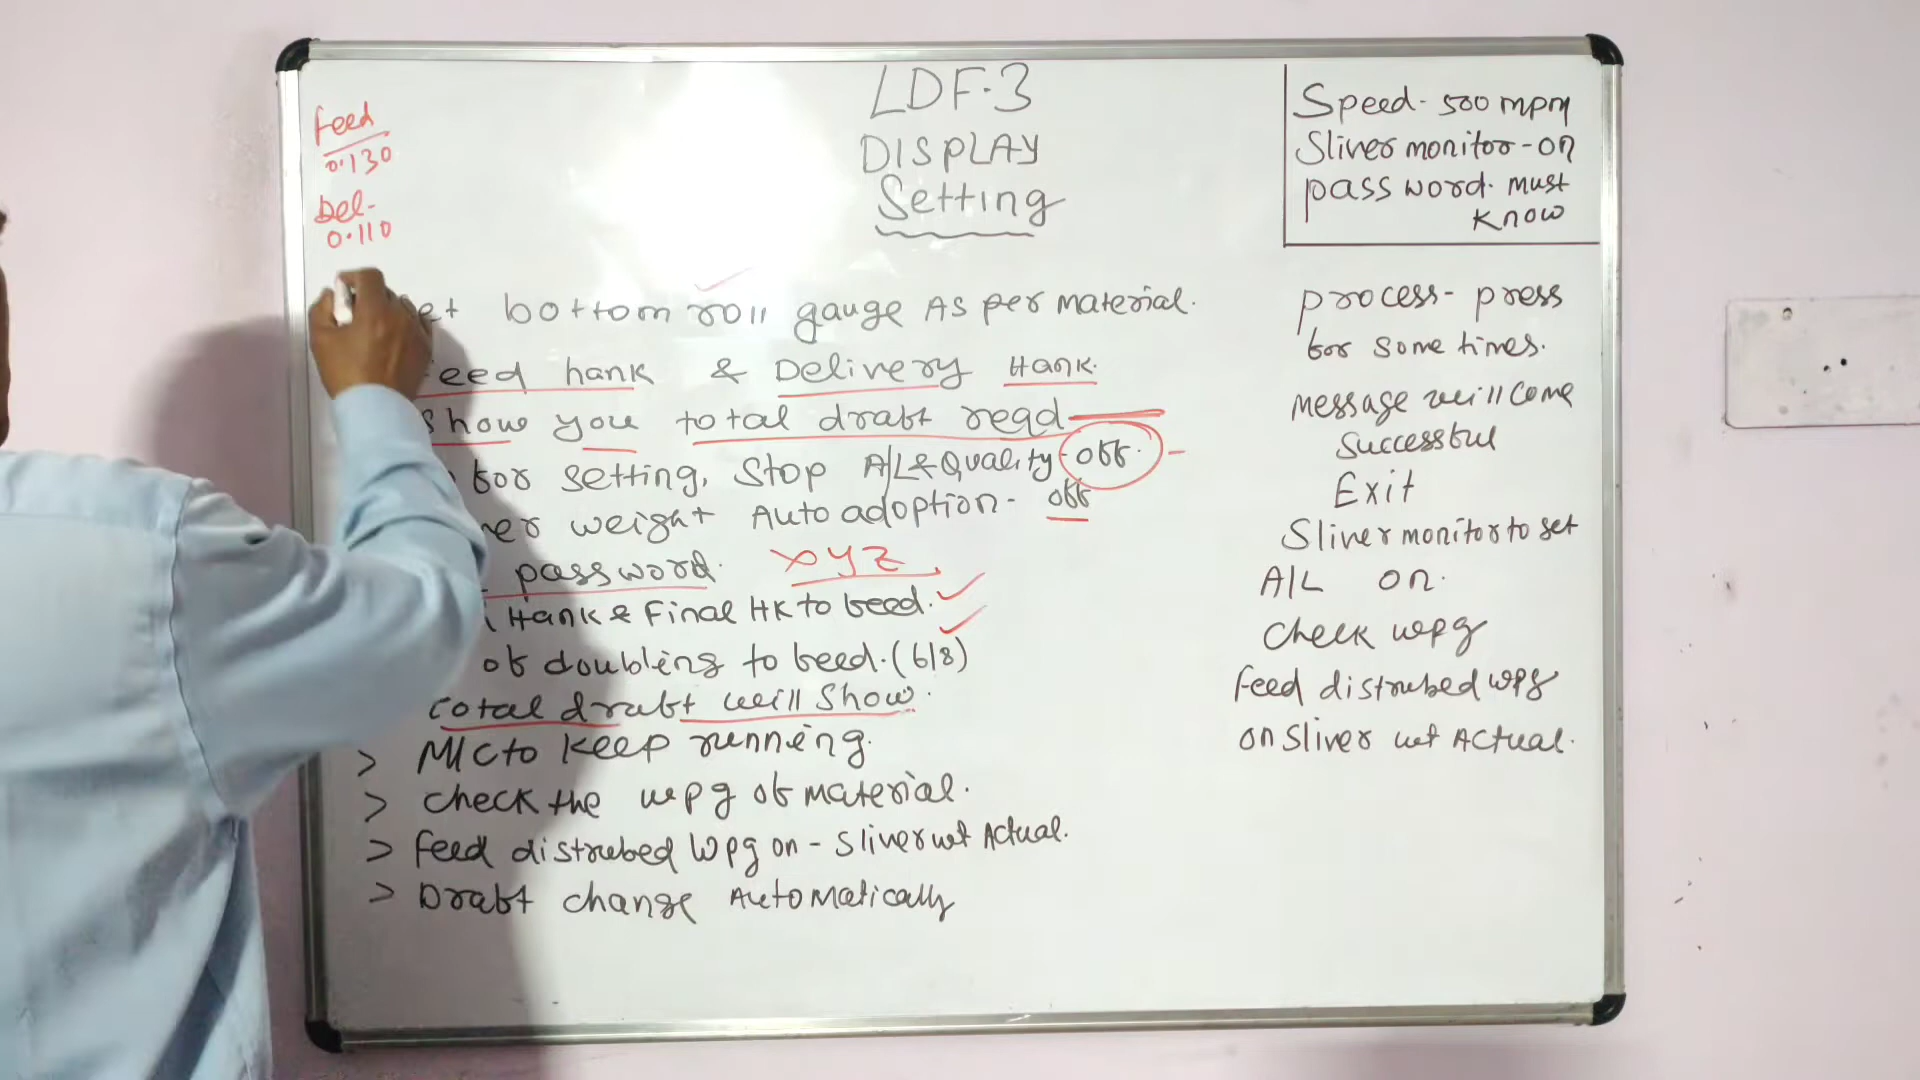 LDF.3
DISPLAY
Setting
Feed
0.130
Del-
0.110
Speed- 500 mpm
Sliver monitor-on
password. must
know
bottom roll gauge As per material.
hank & Delivery Hank.
show you total draft reqd
for setting, Stop A/L & Quality- off.
weight Auto adoption- off
password. xyz
Hank & Final HK to feed.
of doubling to feed. (6/8)
total draft will show.
> M/C to keep running.
> check the wpg of material.
> feed distrubed wpg on - Sliver wt Actual.
> Draft change Automatically
process- press
for some times.
message will come
successful
Exit
Sliver monitor to set
A/L on.
check wpg
feed distrubed wpg
on sliver wt Actual.